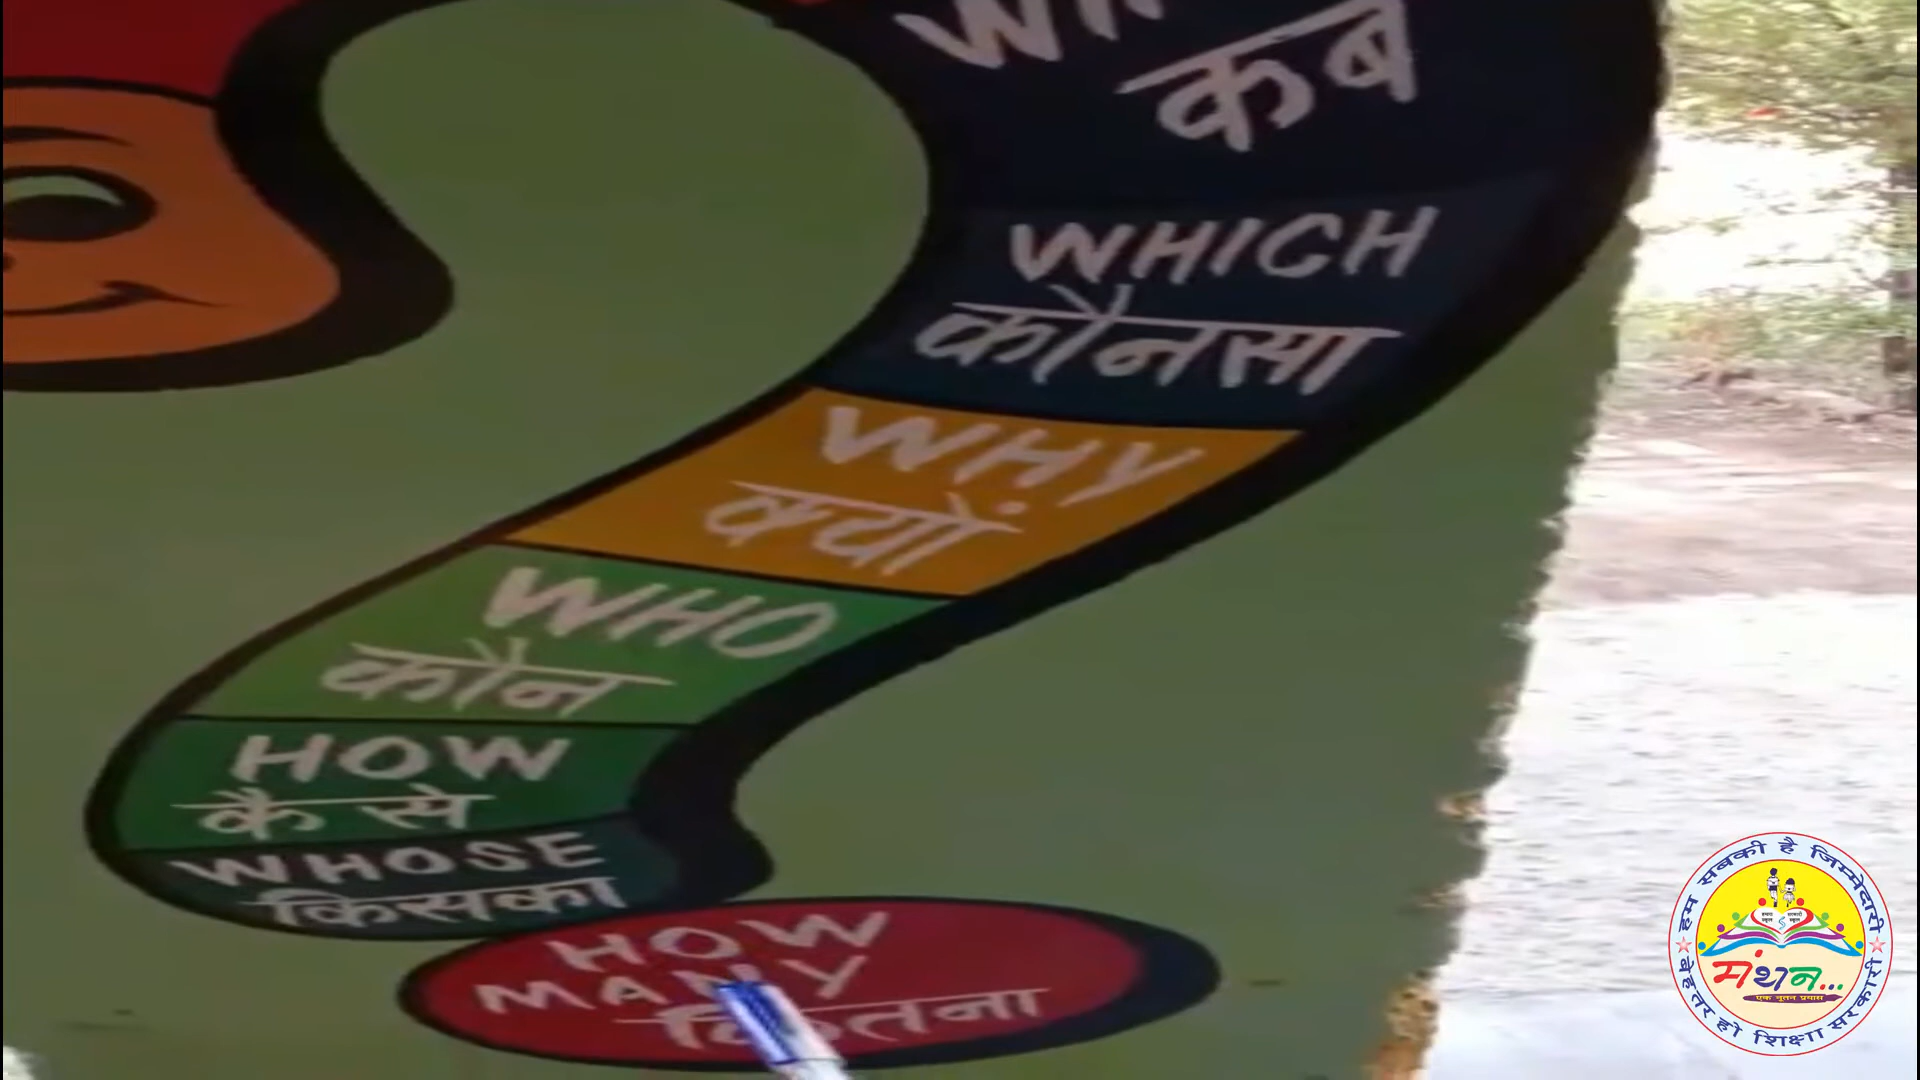 कब
WHICH
कौनसा
WHY
क्यों
WHO
कौन
HOW
कैसे
WHOSE
किसका
HOW
MANY
कितना
हम सबकी है जिम्मेदारी
बेहतर हो शिक्षा सरकारी
मंथन...
एक नूतन प्रयास